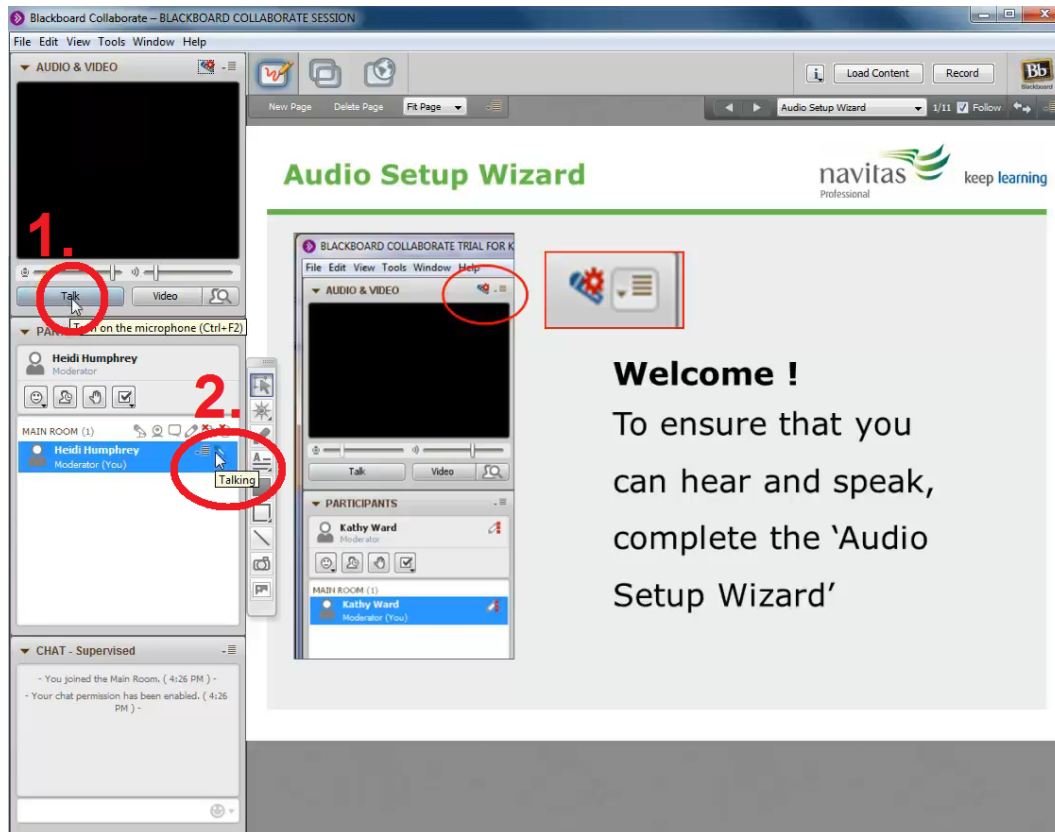 Blackboard Collaborate – BLACKBOARD COLLABORATE SESSION
File Edit View Tools Window Help
AUDIO & VIDEO
Load Content
Record
Bb
Blackboard
New Page
Delete Page
Fit Page
Audio Setup Wizard
1/11
Follow
1.
Talk
Video
Turn on the microphone (Ctrl+F2)
Heidi Humphrey
Moderator
2.
MAIN ROOM (1)
Heidi Humphrey
Moderator (You)
Talking
CHAT - Supervised
- You joined the Main Room. ( 4:26 PM ) -
- Your chat permission has been enabled. ( 4:26
PM ) -
Audio Setup Wizard
navitas
Professional
keep learning
BLACKBOARD COLLABORATE TRIAL FOR K
File Edit View Tools Window Help
AUDIO & VIDEO
Talk
Video
PARTICIPANTS
Kathy Ward
Moderator
MAIN ROOM (1)
Kathy Ward
Moderator (You)
Welcome !
To ensure that you
can hear and speak,
complete the ‘Audio
Setup Wizard’